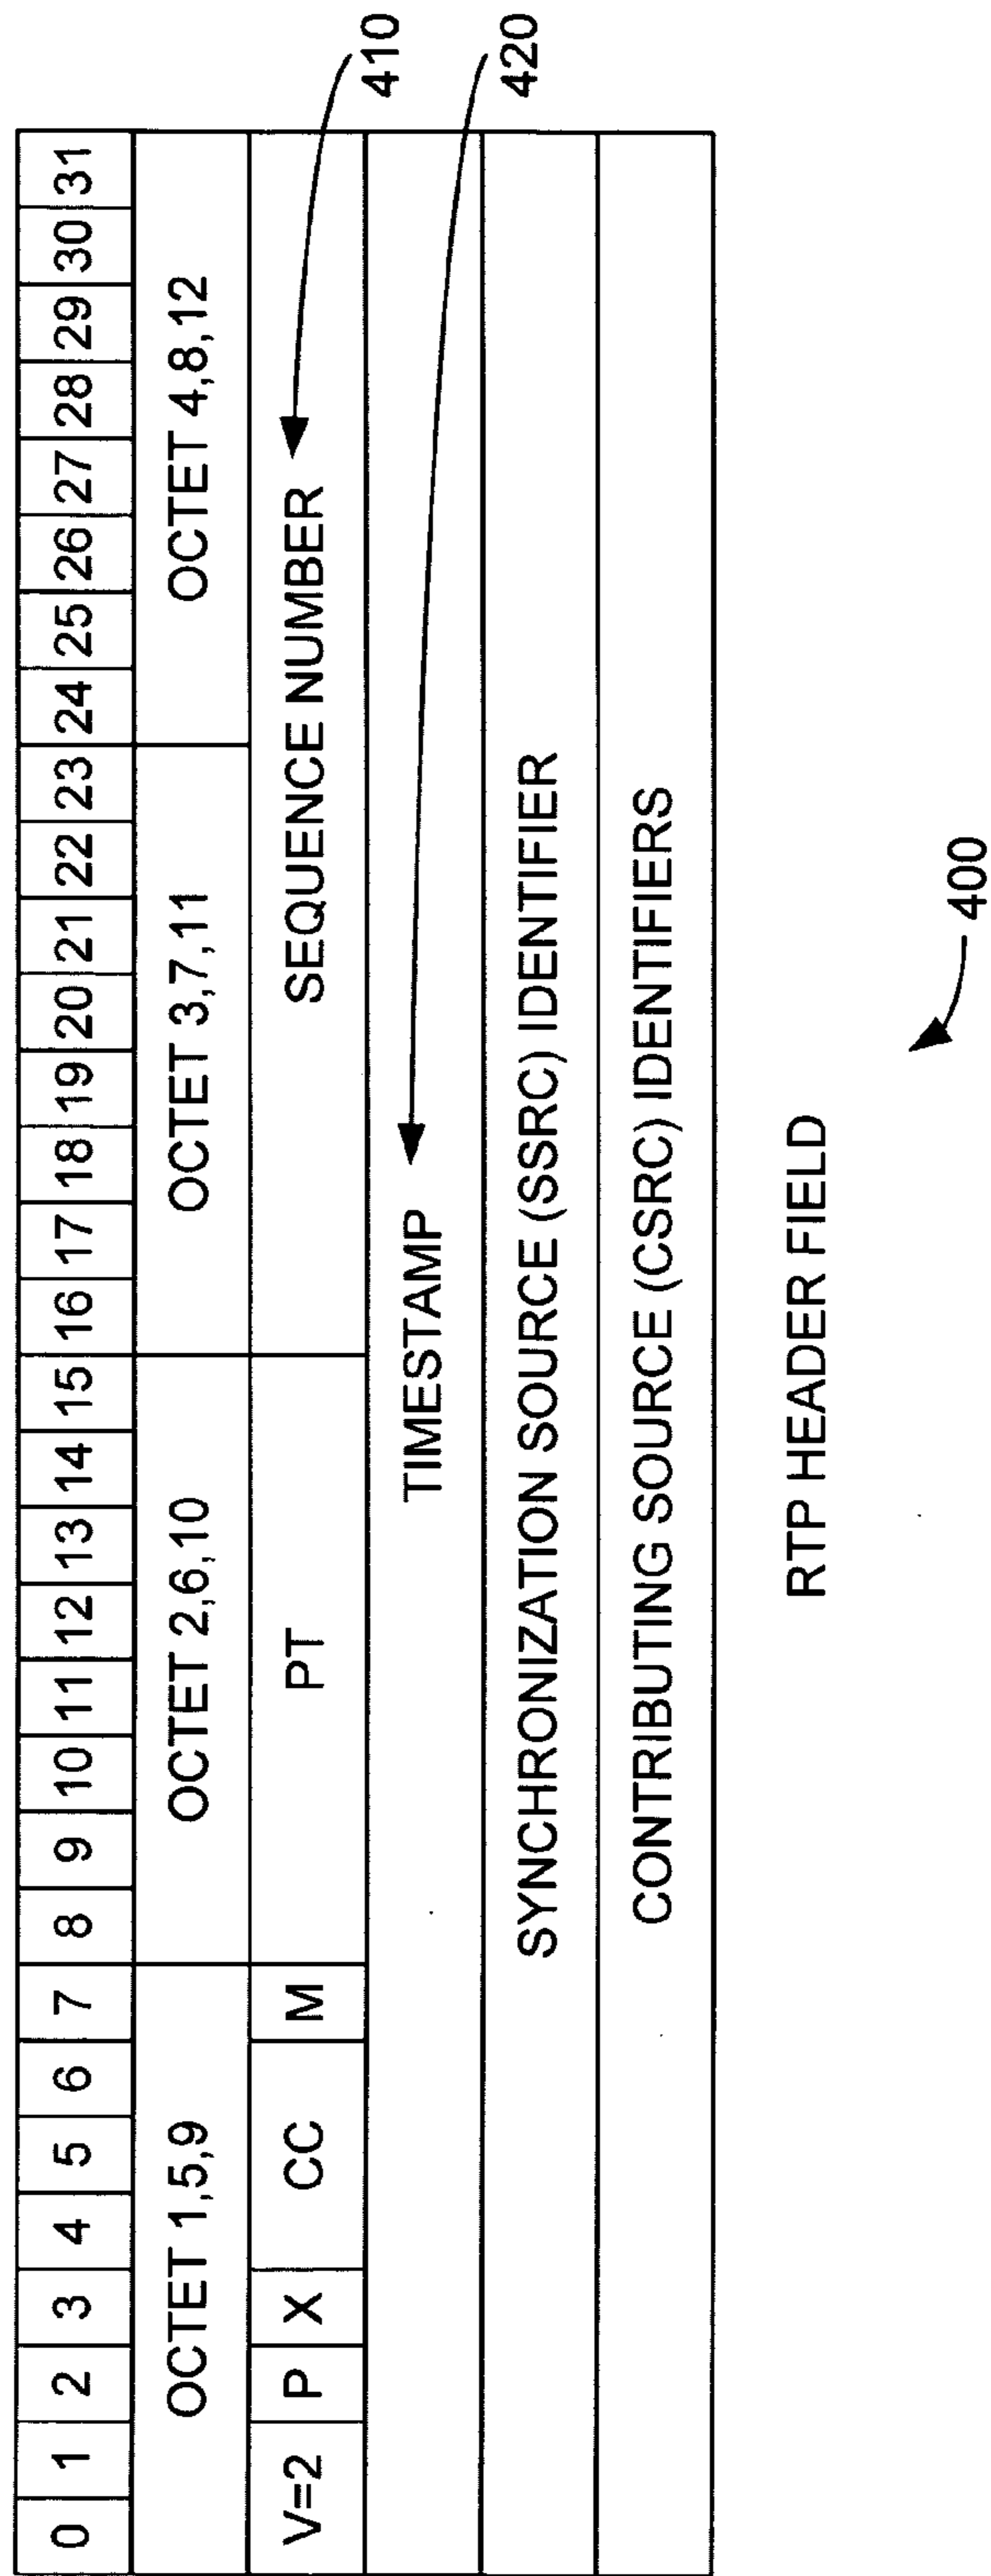 0 1 2 3 4 5 6 7 8 9 10 11 12 13 14 15 16 17 18 19 20 21 22 23 24 25 26 27 28 29 30 31
OCTET 1,5,9 OCTET 2,6,10 OCTET 3,7,11 OCTET 4,8,12
V=2 P X CC M PT SEQUENCE NUMBER 410
TIMESTAMP 420
SYNCHRONIZATION SOURCE (SSRC) IDENTIFIER
CONTRIBUTING SOURCE (CSRC) IDENTIFIERS
RTP HEADER FIELD
400